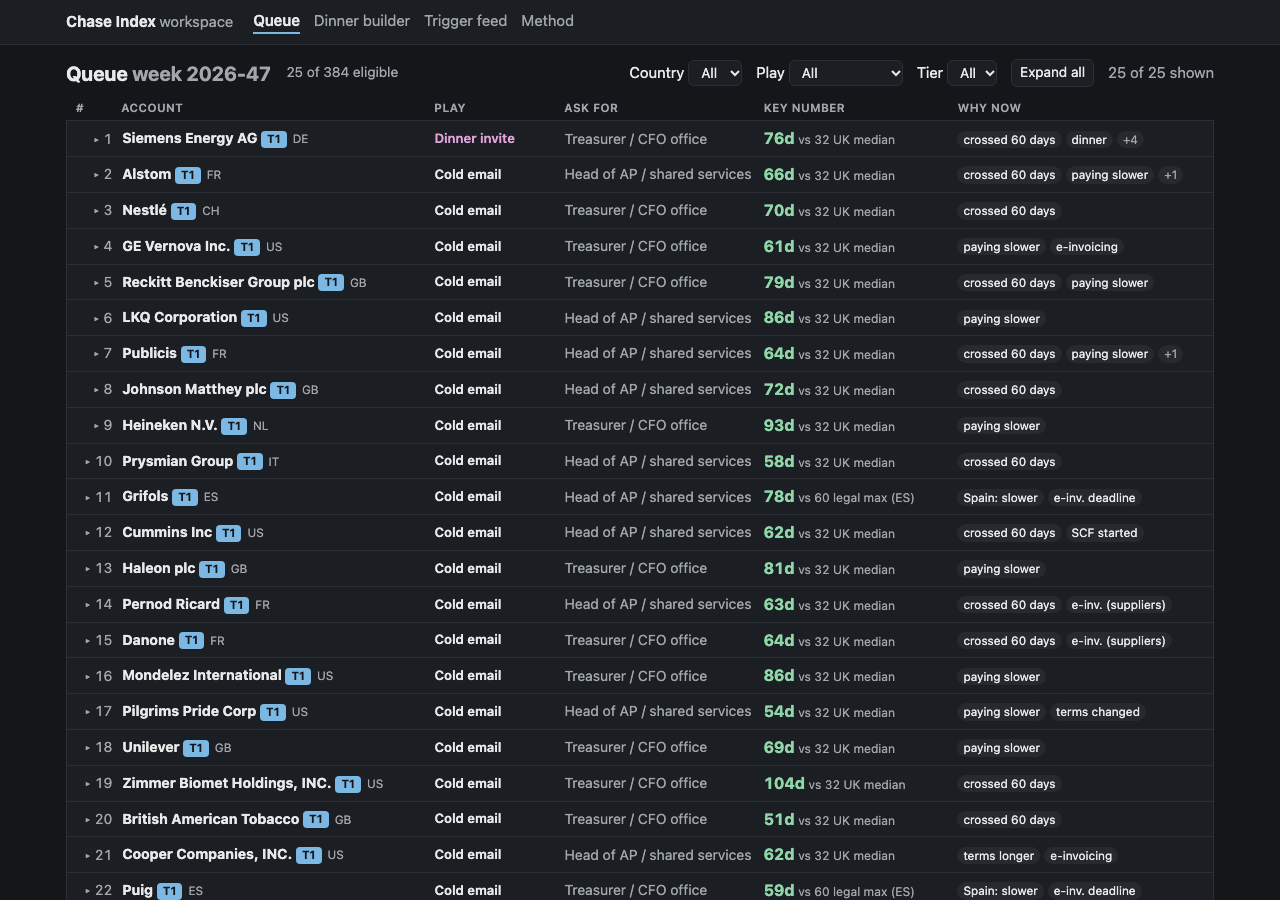 Chase Index workspace Queue Dinner builder Trigger feed Method
Queue week 2026-47 25 of 384 eligible Country All Play All Tier All Expand all 25 of 25 shown
# ACCOUNT PLAY ASK FOR KEY NUMBER WHY NOW
1 Siemens Energy AG T1 DE Dinner invite Treasurer / CFO office 76d vs 32 UK median crossed 60 days dinner +4
2 Alstom T1 FR Cold email Head of AP / shared services 66d vs 32 UK median crossed 60 days paying slower +1
3 Nestlé T1 CH Cold email Treasurer / CFO office 70d vs 32 UK median crossed 60 days
4 GE Vernova Inc. T1 US Cold email Treasurer / CFO office 61d vs 32 UK median paying slower e-invoicing
5 Reckitt Benckiser Group plc T1 GB Cold email Treasurer / CFO office 79d vs 32 UK median crossed 60 days paying slower
6 LKQ Corporation T1 US Cold email Head of AP / shared services 86d vs 32 UK median paying slower
7 Publicis T1 FR Cold email Head of AP / shared services 64d vs 32 UK median crossed 60 days paying slower +1
8 Johnson Matthey plc T1 GB Cold email Head of AP / shared services 72d vs 32 UK median crossed 60 days
9 Heineken N.V. T1 NL Cold email Treasurer / CFO office 93d vs 32 UK median paying slower
10 Prysmian Group T1 IT Cold email Head of AP / shared services 58d vs 32 UK median crossed 60 days
11 Grifols T1 ES Cold email Head of AP / shared services 78d vs 60 legal max (ES) Spain: slower e-inv. deadline
12 Cummins Inc T1 US Cold email Head of AP / shared services 62d vs 32 UK median crossed 60 days SCF started
13 Haleon plc T1 GB Cold email Treasurer / CFO office 81d vs 32 UK median paying slower
14 Pernod Ricard T1 FR Cold email Head of AP / shared services 63d vs 32 UK median crossed 60 days e-inv. (suppliers)
15 Danone T1 FR Cold email Treasurer / CFO office 64d vs 32 UK median crossed 60 days e-inv. (suppliers)
16 Mondelez International T1 US Cold email Treasurer / CFO office 86d vs 32 UK median paying slower
17 Pilgrims Pride Corp T1 US Cold email Head of AP / shared services 54d vs 32 UK median paying slower terms changed
18 Unilever T1 GB Cold email Treasurer / CFO office 69d vs 32 UK median paying slower
19 Zimmer Biomet Holdings, INC. T1 US Cold email Treasurer / CFO office 104d vs 32 UK median crossed 60 days
20 British American Tobacco T1 GB Cold email Treasurer / CFO office 51d vs 32 UK median crossed 60 days
21 Cooper Companies, INC. T1 US Cold email Head of AP / shared services 62d vs 32 UK median terms longer e-invoicing
22 Puig T1 ES Cold email Treasurer / CFO office 59d vs 60 legal max (ES) Spain: slower e-inv. deadline